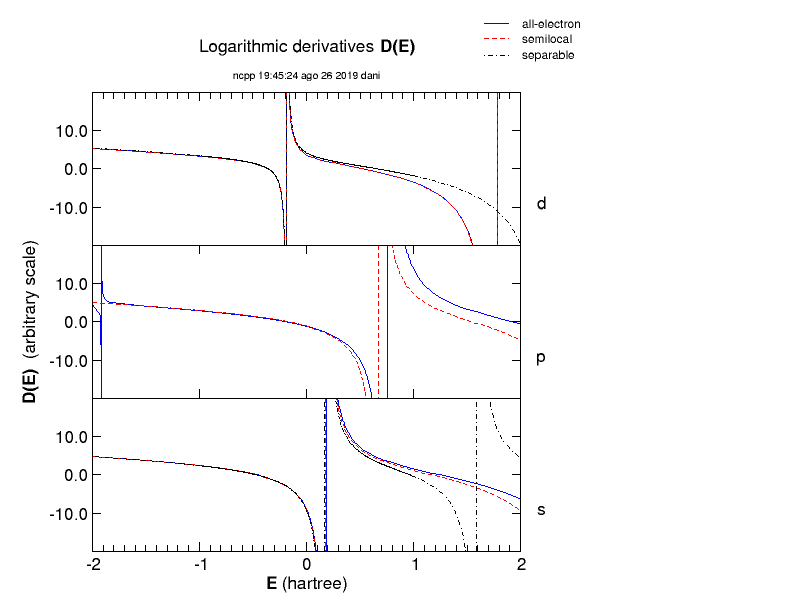 all-electron
semilocal
separable
Logarithmic derivatives D(E)
ncpp 19:45:24 ago 26 2019 dani
10.0
0.0
-10.0
d
10.0
0.0
-10.0
p
10.0
0.0
-10.0
s
D(E) (arbitrary scale)
-2 -1 0 1 2
E (hartree)